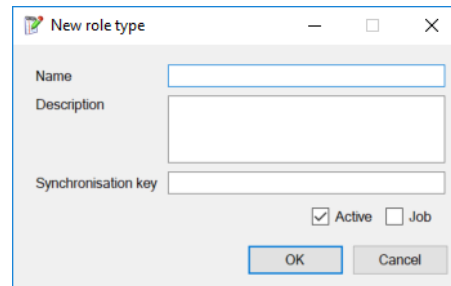 New role type
Name
Description
Synchronisation key
Active Job
OK Cancel